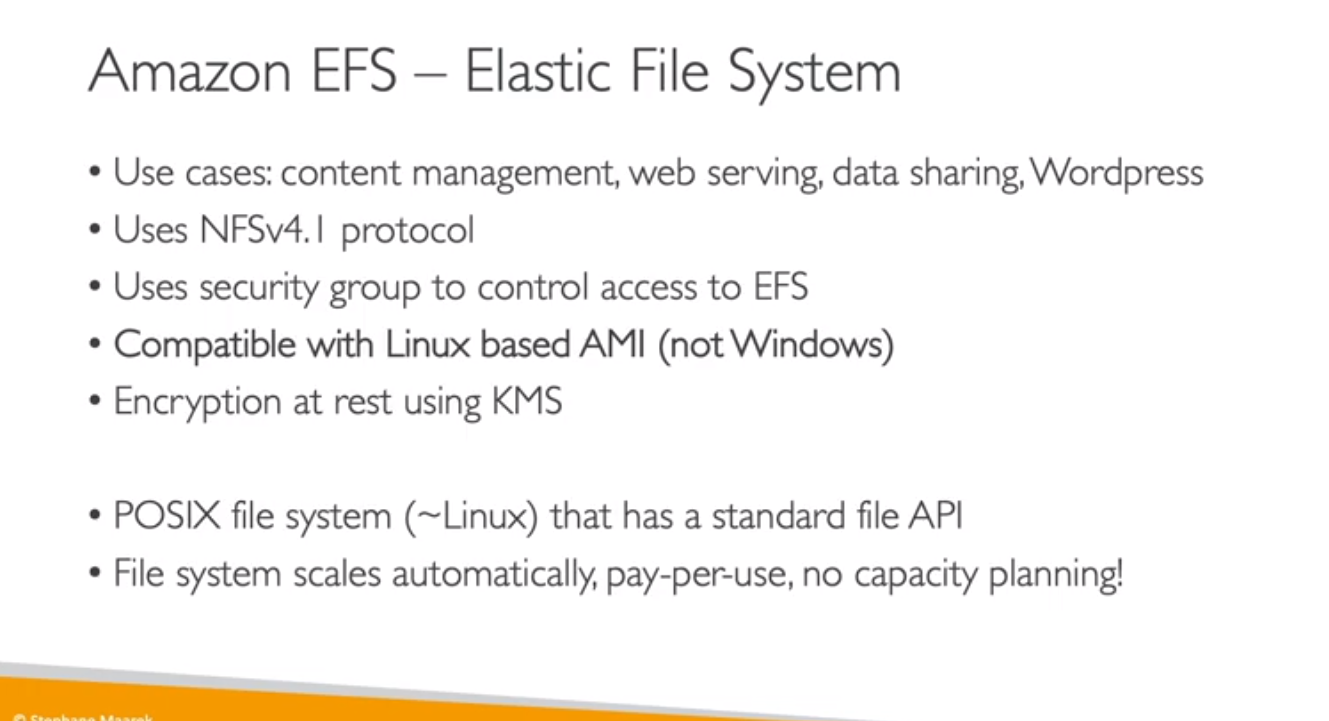 Amazon EFS – Elastic File System
• Use cases: content management, web serving, data sharing, Wordpress
• Uses NFSv4.1 protocol
• Uses security group to control access to EFS
• Compatible with Linux based AMI (not Windows)
• Encryption at rest using KMS
• POSIX file system (~Linux) that has a standard file API
• File system scales automatically, pay-per-use, no capacity planning!
© Stephane Maarek